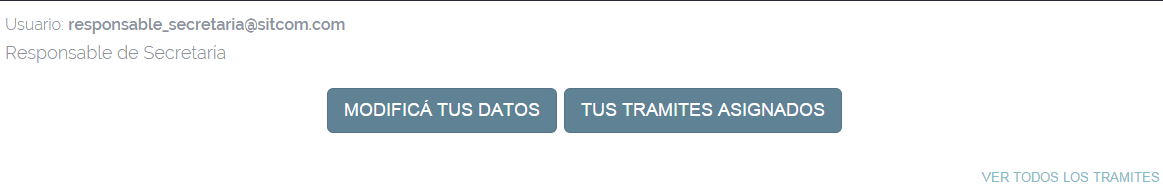 Usuario: responsable_secretaria@sitcom.com
Responsable de Secretaria
MODIFICÁ TUS DATOS TUS TRAMITES ASIGNADOS
VER TODOS LOS TRAMITES